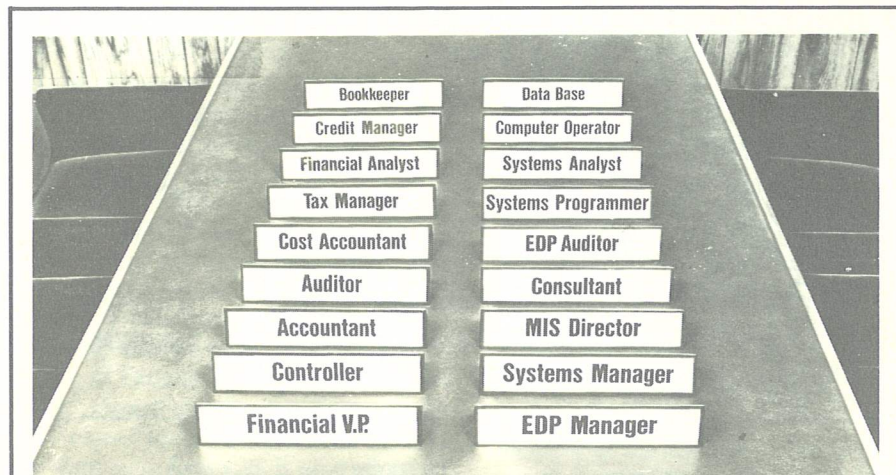 Bookkeeper
Data Base
Credit Manager
Computer Operator
Financial Analyst
Systems Analyst
Tax Manager
Systems Programmer
Cost Accountant
EDP Auditor
Auditor
Consultant
Accountant
MIS Director
Controller
Systems Manager
Financial V.P.
EDP Manager